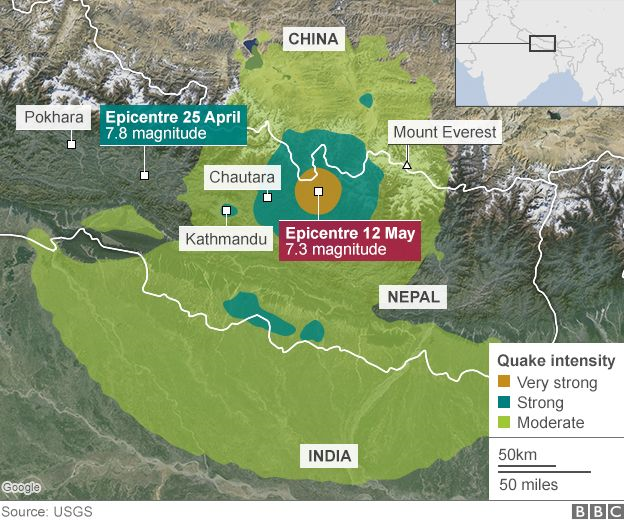 CHINA
Pokhara
Epicentre 25 April
7.8 magnitude
Mount Everest
Chautara
Kathmandu
Epicentre 12 May
7.3 magnitude
NEPAL
INDIA
Quake intensity
Very strong
Strong
Moderate
50km
50 miles
Google
Source: USGS
BBC